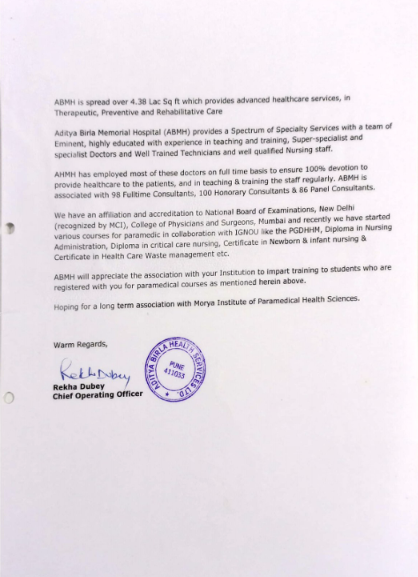 ABMH is spread over 4.38 Lac Sq ft which provides advanced healthcare services, in
Therapeutic, Preventive and Rehabilitative Care
Aditya Birla Memorial Hospital (ABMH) provides a Spectrum of Specialty Services with a team of
Eminent, highly educated with experience in teaching and training, Super-specialist and
specialist Doctors and Well Trained Technicians and well qualified Nursing staff.
AHMH has employed most of these doctors on full time basis to ensure 100% devotion to
provide healthcare to the patients, and in teaching & training the staff regularly. ABMH is
associated with 98 Fulltime Consultants, 100 Honorary Consultants & 86 Panel Consultants.
We have an affiliation and accreditation to National Board of Examinations, New Delhi
(recognized by MCI), College of Physicians and Surgeons, Mumbai and recently we have started
various courses for paramedic in collaboration with IGNOU like the PGDHHM, Diploma in Nursing
Administration, Diploma in critical care nursing, Certificate in Newborn & infant nursing &
Certificate in Health Care Waste management etc.
ABMH will appreciate the association with your Institution to impart training to students who are
registered with you for paramedical courses as mentioned herein above.
Hoping for a long term association with Morya Institute of Paramedical Health Sciences.
Warm Regards,
Rekha Dubey
Rekha Dubey
Chief Operating Officer
ADITYA BIRLA HEALTH SERVICES LTD.
PUNE
411033